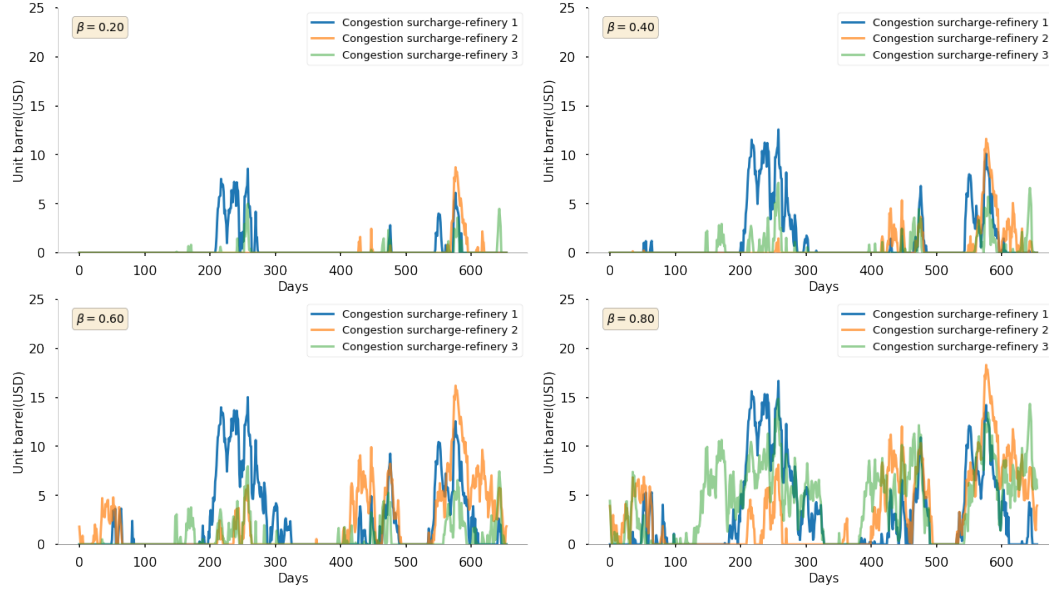 β = 0.20
Congestion surcharge-refinery 1
Congestion surcharge-refinery 2
Congestion surcharge-refinery 3
Unit barrel(USD)
25
20
15
10
5
0
0 100 200 300 400 500 600
Days
β = 0.40
Congestion surcharge-refinery 1
Congestion surcharge-refinery 2
Congestion surcharge-refinery 3
Unit barrel(USD)
25
20
15
10
5
0
0 100 200 300 400 500 600
Days
β = 0.60
Congestion surcharge-refinery 1
Congestion surcharge-refinery 2
Congestion surcharge-refinery 3
Unit barrel(USD)
25
20
15
10
5
0
0 100 200 300 400 500 600
Days
β = 0.80
Congestion surcharge-refinery 1
Congestion surcharge-refinery 2
Congestion surcharge-refinery 3
Unit barrel(USD)
25
20
15
10
5
0
0 100 200 300 400 500 600
Days